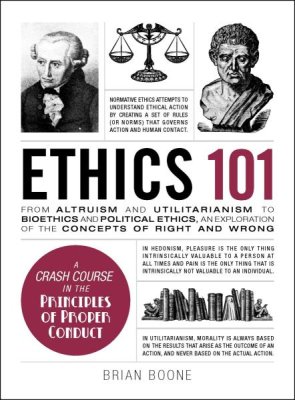 NORMATIVE ETHICS ATTEMPTS TO
UNDERSTAND ETHICAL ACTION
BY CREATING A SET OF RULES
(OR NORMS) THAT GOVERNS
ACTION AND HUMAN CONTACT.
ETHICS 101
FROM ALTRUISM AND UTILITARIANISM TO
BIOETHICS AND POLITICAL ETHICS, AN EXPLORATION
OF THE CONCEPTS OF RIGHT AND WRONG
A
CRASH COURSE
IN THE
PRINCIPLES OF PROPER
CONDUCT
IN HEDONISM, PLEASURE IS THE ONLY THING
INTRINSICALLY VALUABLE TO A PERSON AT
ALL TIMES AND PAIN IS THE ONLY THING THAT IS
INTRINSICALLY NOT VALUABLE TO AN INDIVIDUAL.
IN UTILITARIANISM, MORALITY IS ALWAYS BASED
ON THE RESULTS THAT ARISE AS THE OUTCOME OF AN
ACTION, AND NEVER BASED ON THE ACTUAL ACTION.
BRIAN BOONE